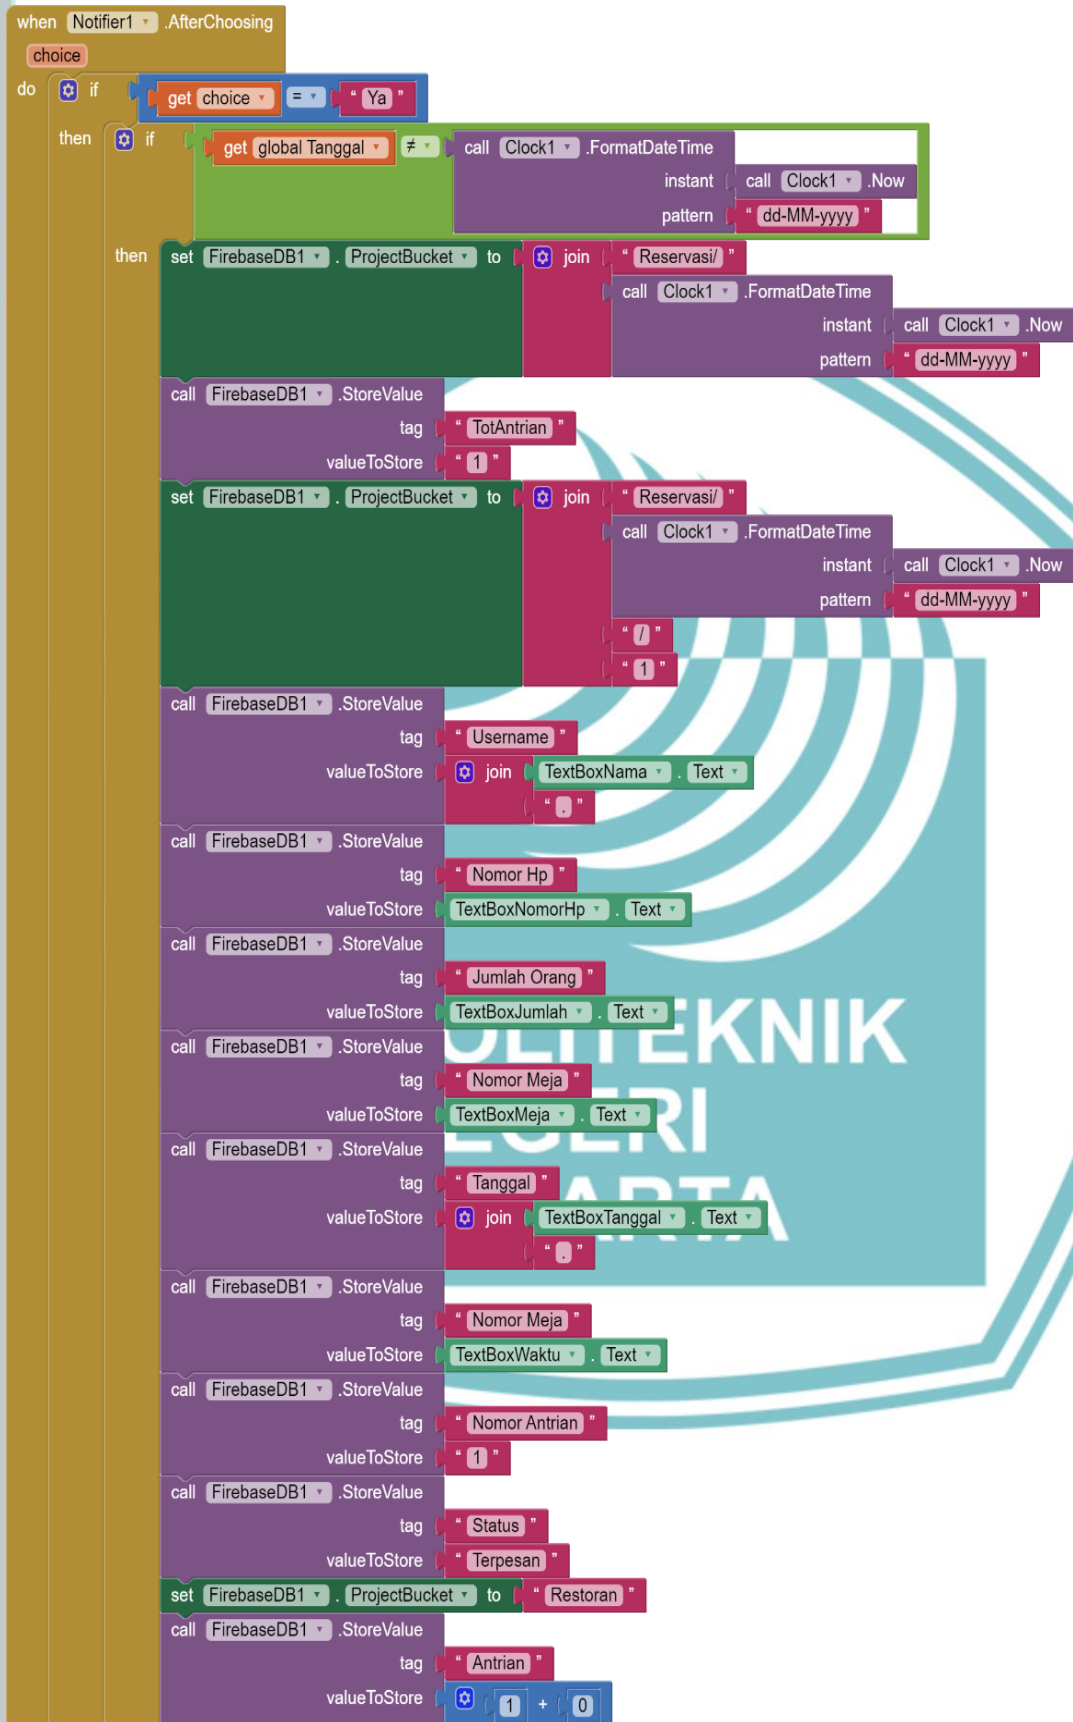 when Notifier1 .AfterChoosing
choice
do if get choice = " Ya "
then if get global Tanggal ≠ call Clock1 .FormatDateTime
instant call Clock1 .Now
pattern " dd-MM-yyyy "
then set FirebaseDB1 . ProjectBucket to join " Reservasi/ "
call Clock1 .FormatDateTime
instant call Clock1 .Now
pattern " dd-MM-yyyy "
call FirebaseDB1 .StoreValue
tag " TotAntrian "
valueToStore " 1 "
set FirebaseDB1 . ProjectBucket to join " Reservasi/ "
call Clock1 .FormatDateTime
instant call Clock1 .Now
pattern " dd-MM-yyyy "
" / "
" 1 "
call FirebaseDB1 .StoreValue
tag " Username "
valueToStore join TextBoxNama . Text
" . "
call FirebaseDB1 .StoreValue
tag " Nomor Hp "
valueToStore TextBoxNomorHp . Text
call FirebaseDB1 .StoreValue
tag " Jumlah Orang "
valueToStore TextBoxJumlah . Text
call FirebaseDB1 .StoreValue
tag " Nomor Meja "
valueToStore TextBoxMeja . Text
call FirebaseDB1 .StoreValue
tag " Tanggal "
valueToStore join TextBoxTanggal . Text
" . "
call FirebaseDB1 .StoreValue
tag " Nomor Meja "
valueToStore TextBoxWaktu . Text
call FirebaseDB1 .StoreValue
tag " Nomor Antrian "
valueToStore " 1 "
call FirebaseDB1 .StoreValue
tag " Status "
valueToStore " Terpesan "
set FirebaseDB1 . ProjectBucket to " Restoran "
call FirebaseDB1 .StoreValue
tag " Antrian "
valueToStore 1 + 0